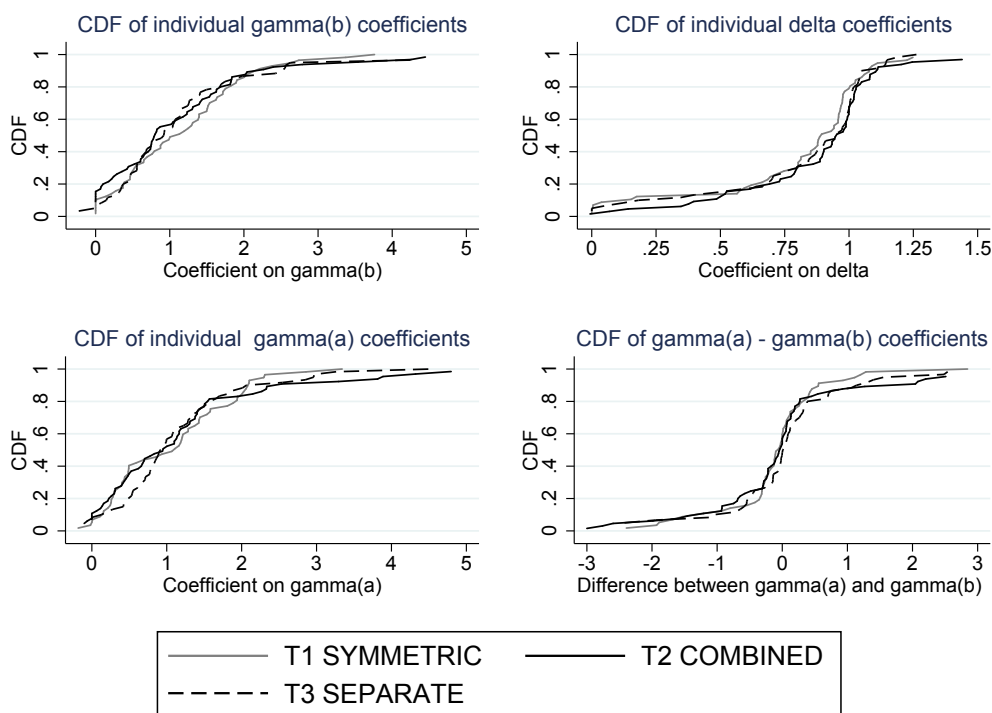 CDF of individual gamma(b) coefficients
CDF
0 .2 .4 .6 .8 1
0 1 2 3 4 5
Coefficient on gamma(b)
CDF of individual delta coefficients
CDF
0 .2 .4 .6 .8 1
0 .25 .5 .75 1 1.25 1.5
Coefficient on delta
CDF of individual gamma(a) coefficients
CDF
0 .2 .4 .6 .8 1
0 1 2 3 4 5
Coefficient on gamma(a)
CDF of gamma(a) - gamma(b) coefficients
CDF
0 .2 .4 .6 .8 1
-3 -2 -1 0 1 2 3
Difference between gamma(a) and gamma(b)
T1 SYMMETRIC T2 COMBINED
T3 SEPARATE